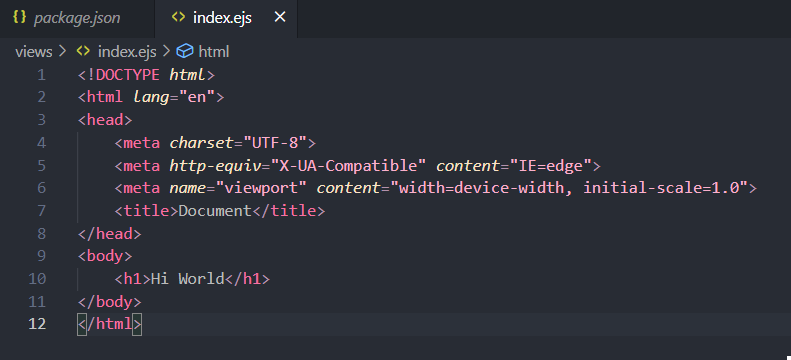 {} package.json <> index.ejs ×
views > <> index.ejs > html
1 <!DOCTYPE html>
2 <html lang="en">
3 <head>
4     <meta charset="UTF-8">
5     <meta http-equiv="X-UA-Compatible" content="IE=edge">
6     <meta name="viewport" content="width=device-width, initial-scale=1.0">
7     <title>Document</title>
8 </head>
9 <body>
10     <h1>Hi World</h1>
11 </body>
12 </html>